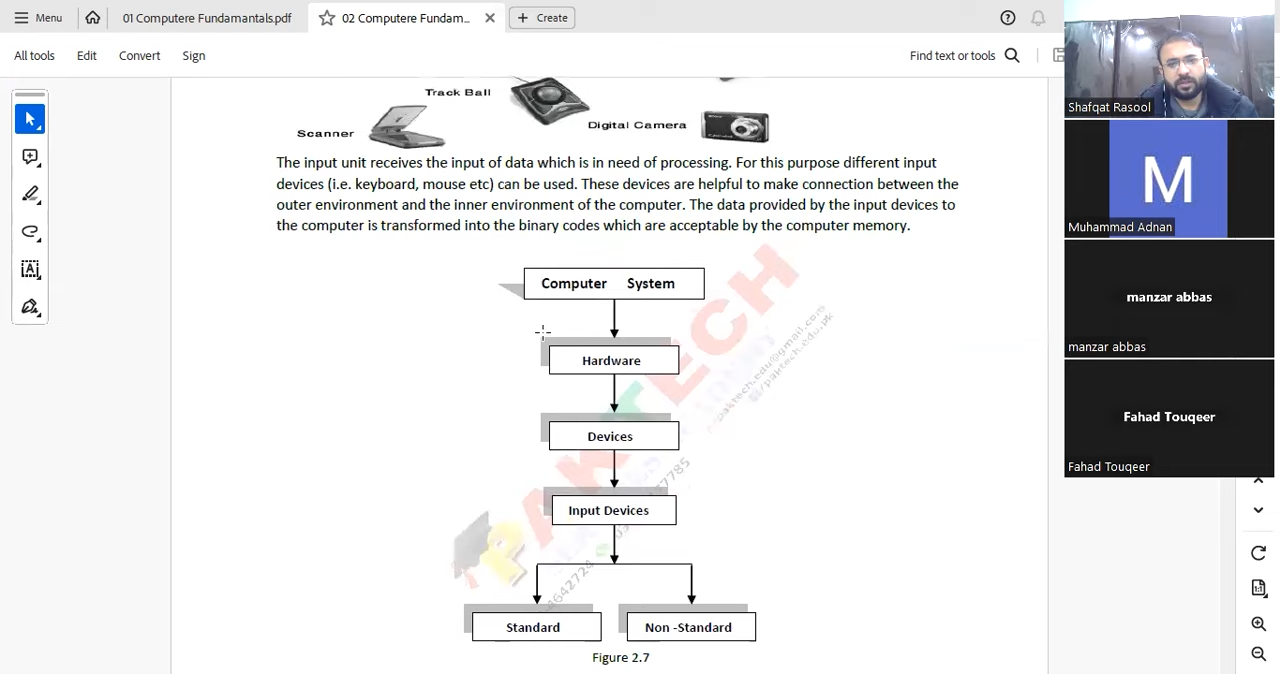 Menu
01 Computere Fundamantals.pdf
02 Computere Fundam...
Create
All tools
Edit
Convert
Sign
Find text or tools
Track Ball
Scanner
Digital Camera
The input unit receives the input of data which is in need of processing. For this purpose different input
devices (i.e. keyboard, mouse etc) can be used. These devices are helpful to make connection between the
outer environment and the inner environment of the computer. The data provided by the input devices to
the computer is transformed into the binary codes which are acceptable by the computer memory.
Computer System
Hardware
Devices
Input Devices
Standard
Non -Standard
Figure 2.7
PAKTECH
paktech.edu@gmail.com
Shafqat Rasool
M
Muhammad Adnan
manzar abbas
manzar abbas
Fahad Touqeer
Fahad Touqeer